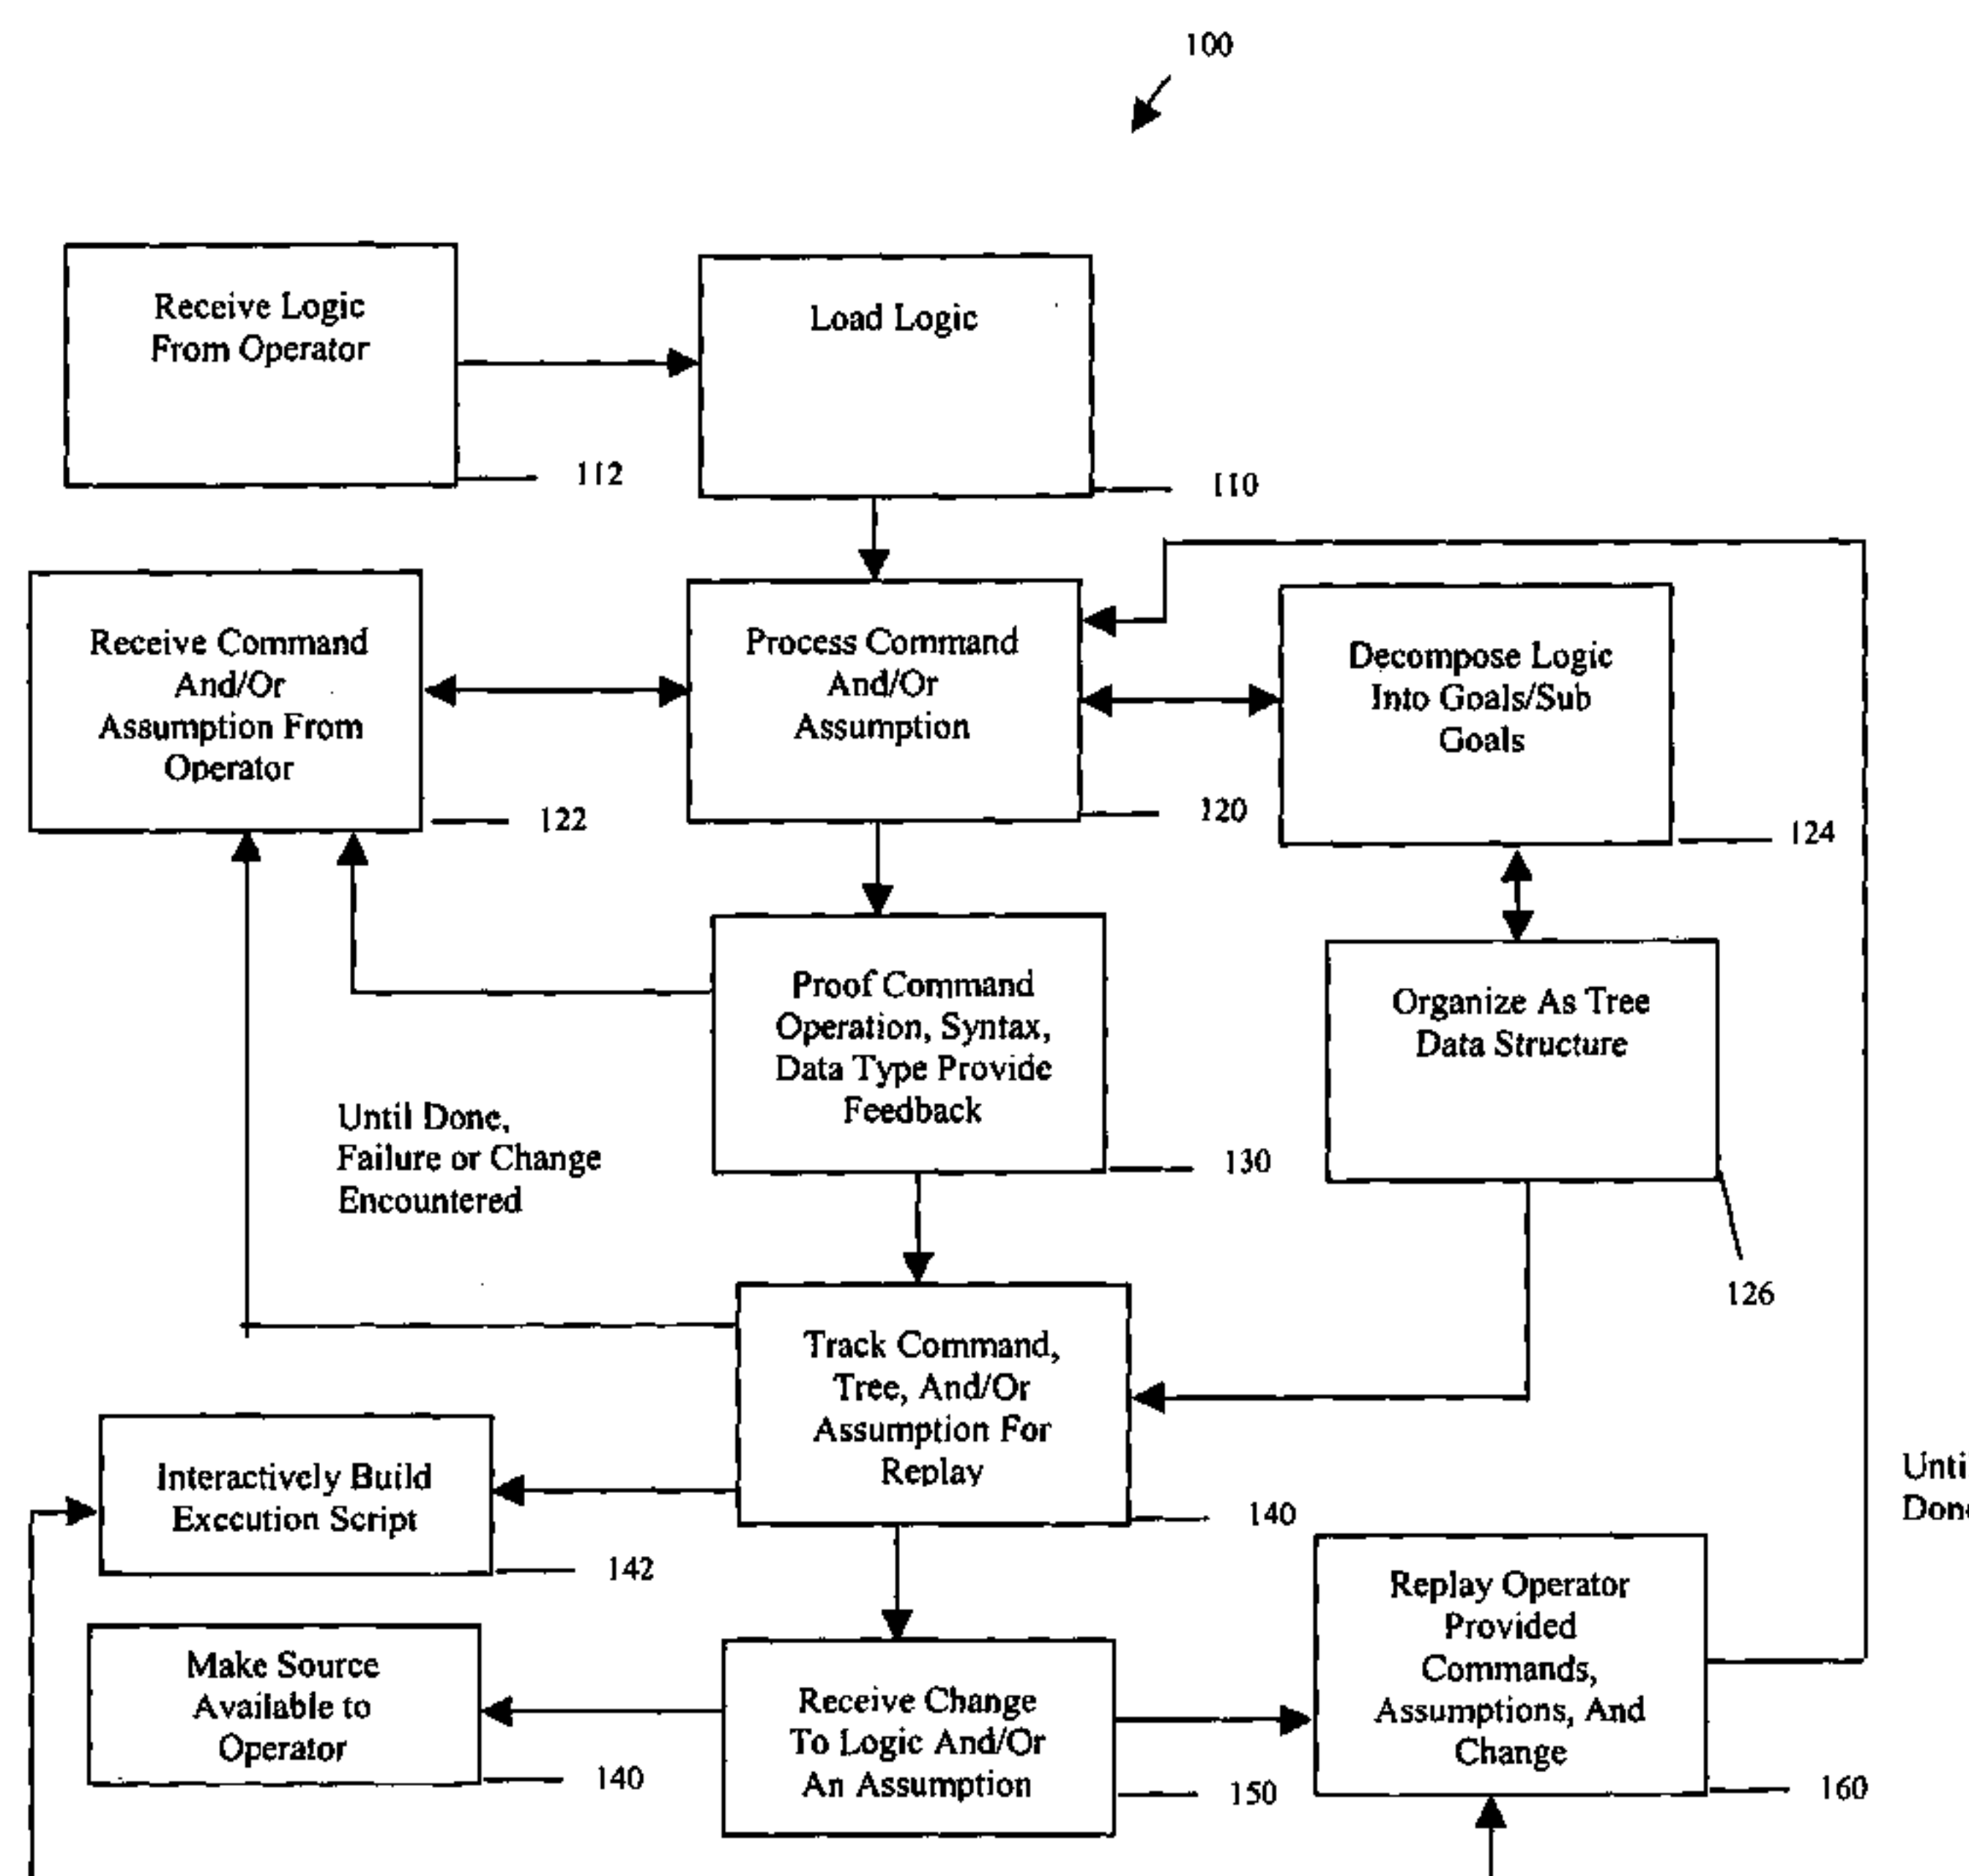 100
Receive Logic
From Operator
112
Load Logic
110
Receive Command
And/Or
Assumption From
Operator
122
Process Command
And/Or
Assumption
120
Decompose Logic
Into Goals/Sub
Goals
124
Proof Command
Operation, Syntax,
Data Type Provide
Feedback
130
Organize As Tree
Data Structure
126
Until Done,
Failure or Change
Encountered
Track Command,
Tree, And/Or
Assumption For
Replay
140
Interactively Build
Execution Script
142
Make Source
Available to
Operator
140
Receive Change
To Logic And/Or
An Assumption
150
Replay Operator
Provided
Commands,
Assumptions, And
Change
160